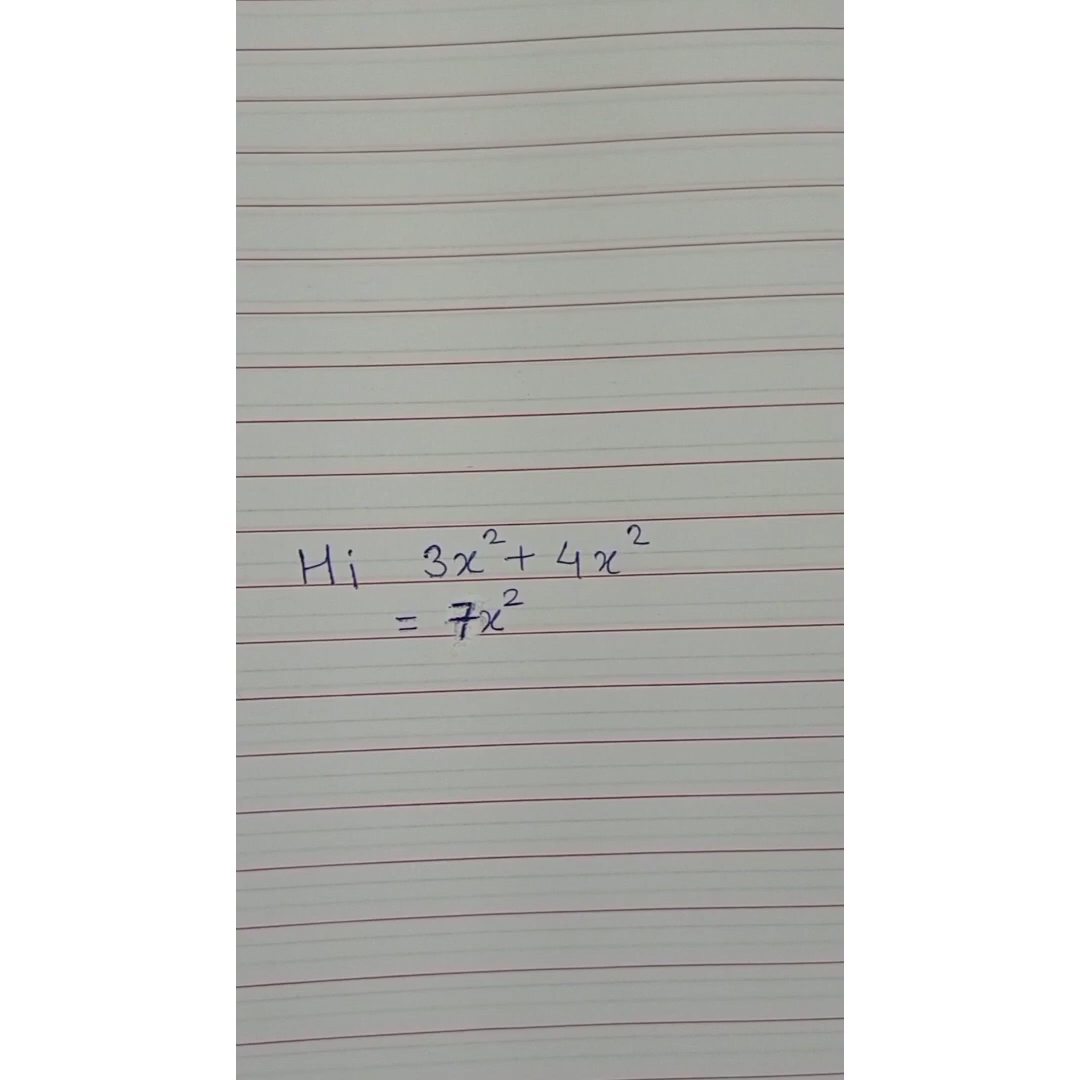 Hi 3x² + 4x²
= 7x²